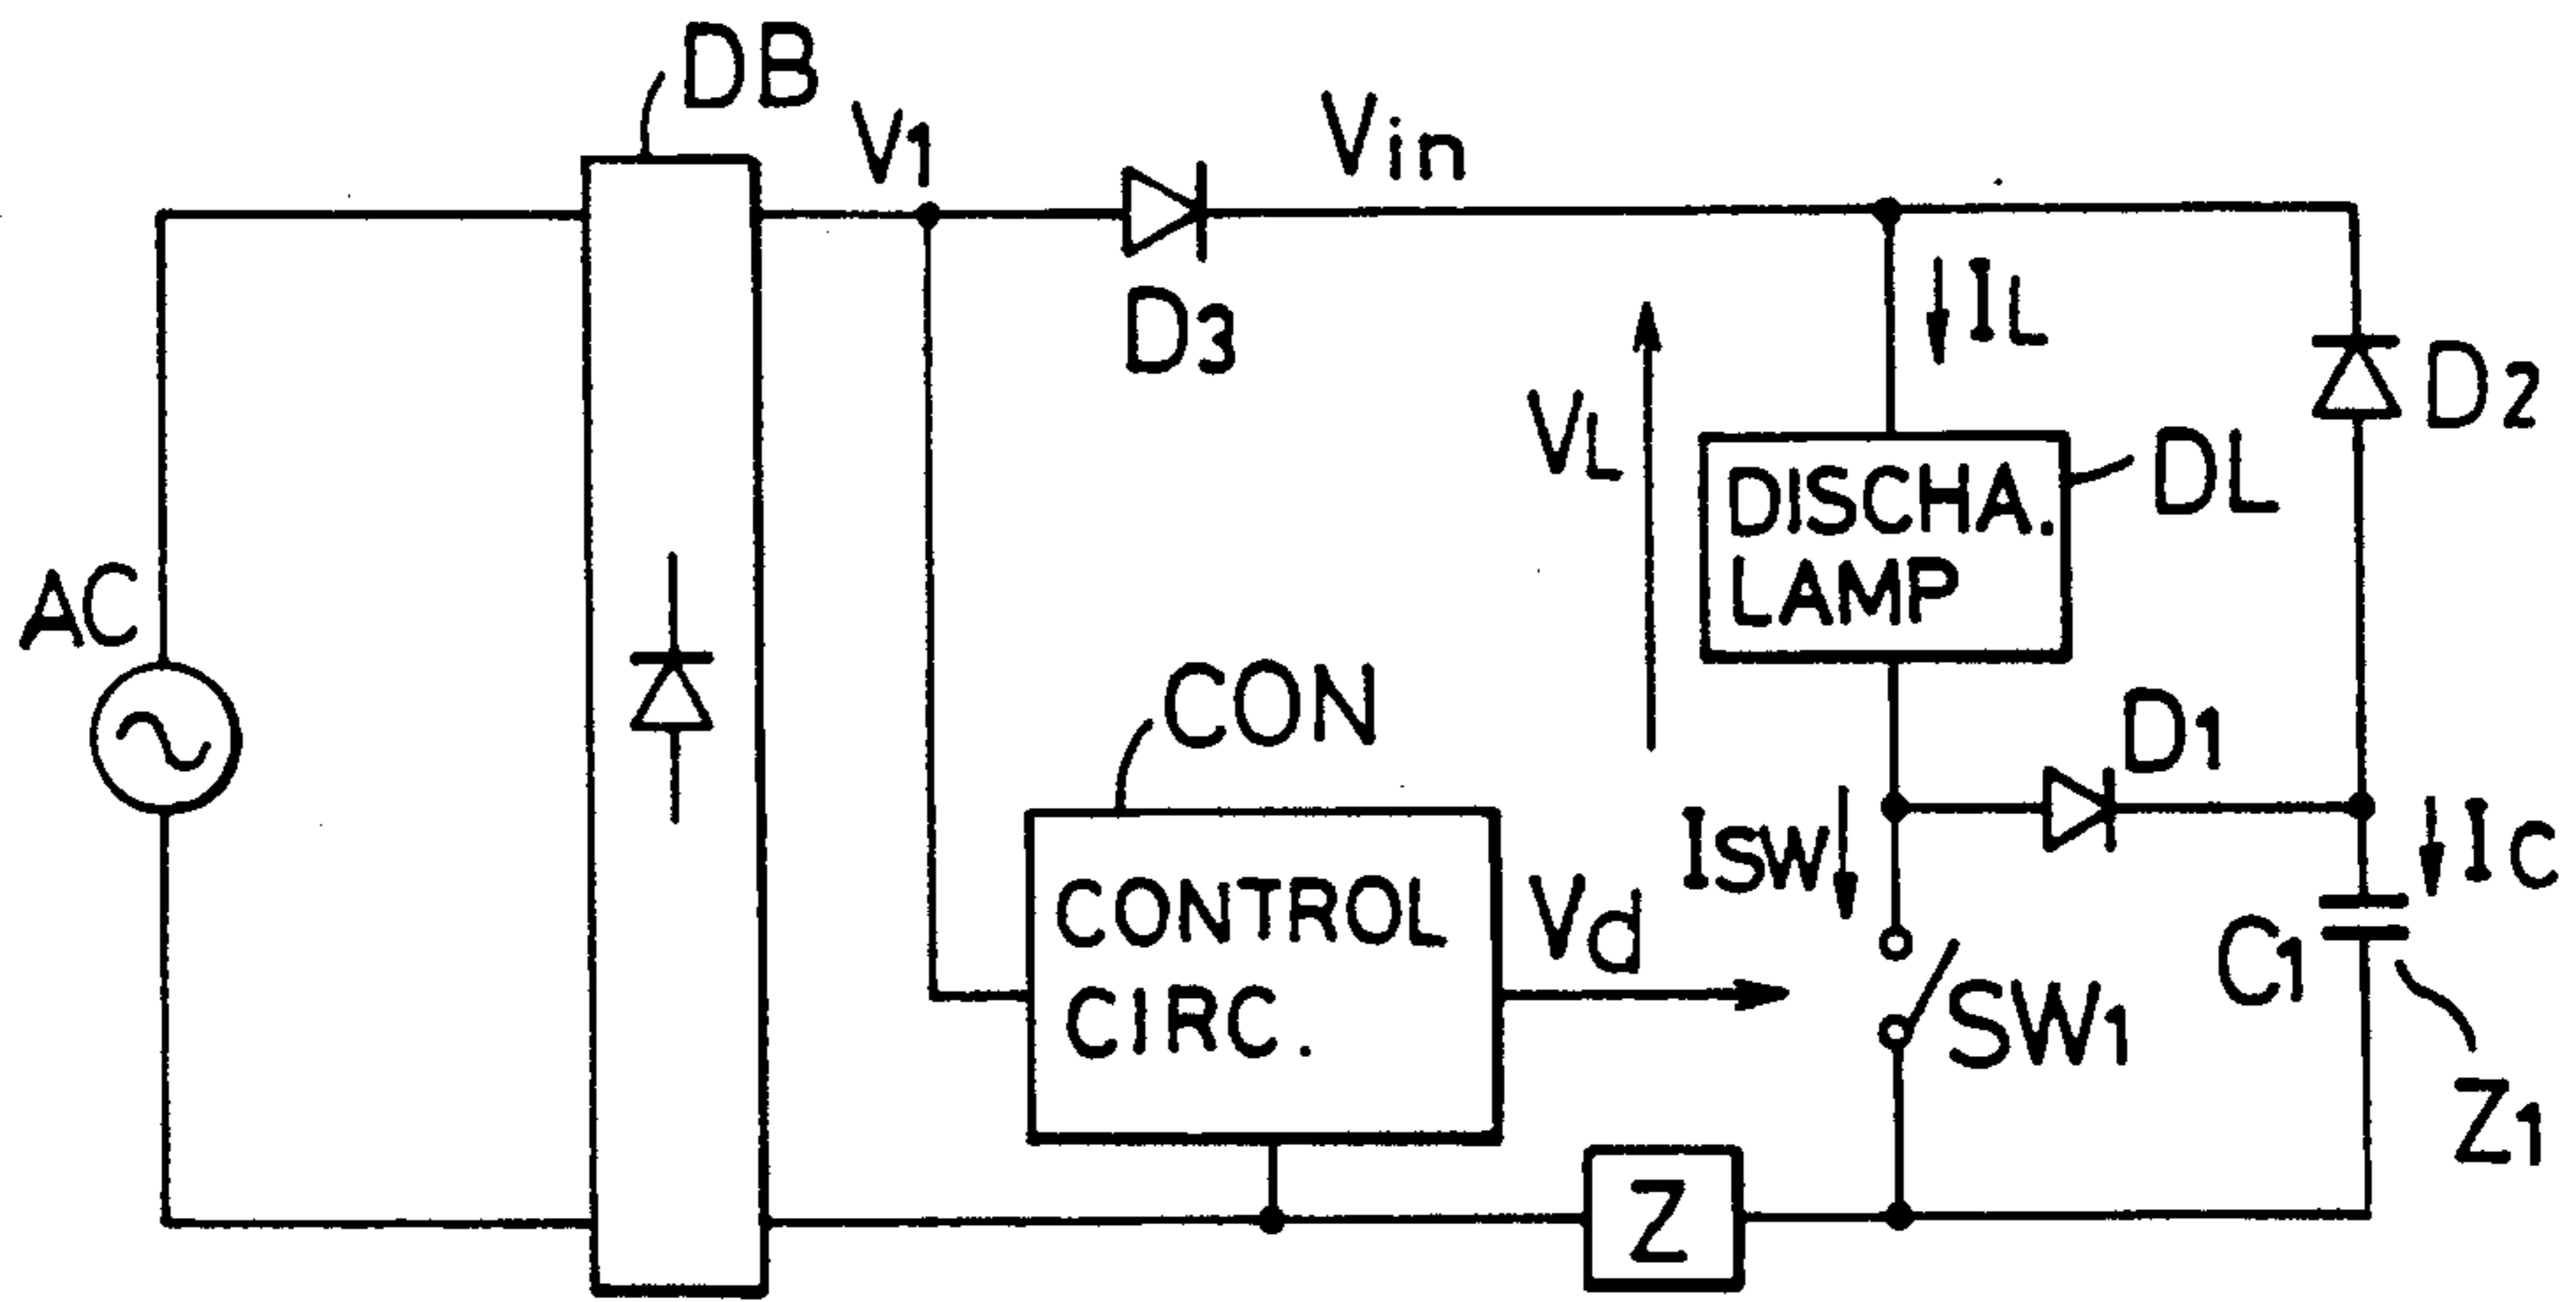 DB
V1
Vin
D3
IL
D2
VL
DISCHA.
LAMP
DL
AC
CON
D1
ISW
IC
CONTROL
CIRC.
Vd
C1
SW1
Z1
Z